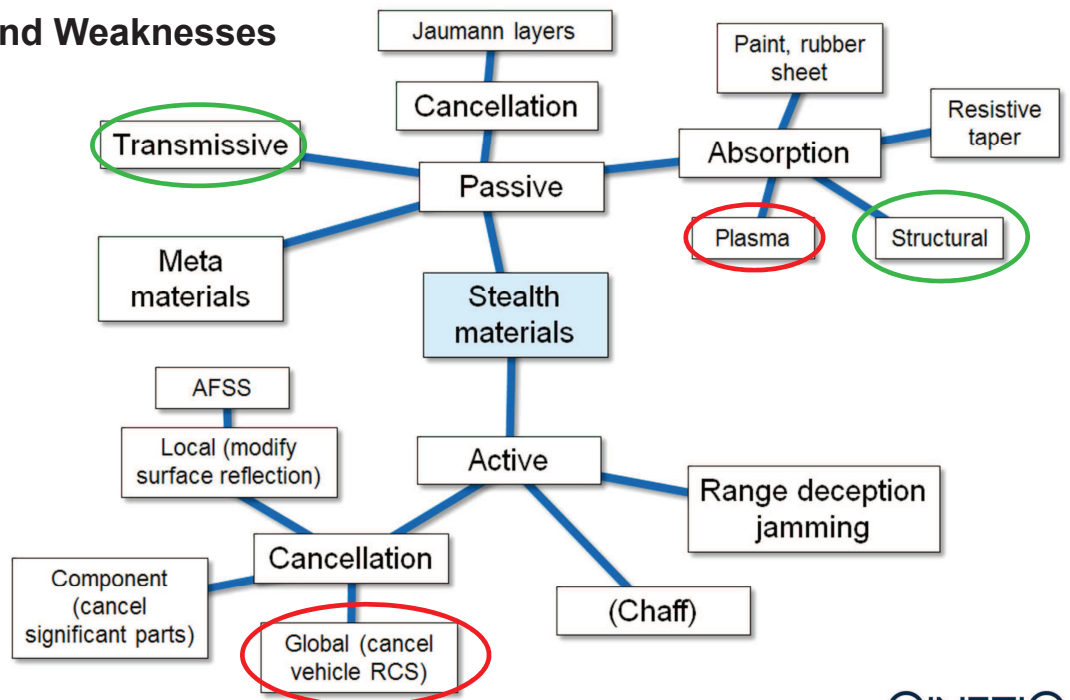 nd Weaknesses
Jaumann layers
Paint, rubber
sheet
Cancellation
Resistive
taper
Transmissive
Absorption
Passive
Plasma
Structural
Meta
materials
Stealth
materials
AFSS
Local (modify
surface reflection)
Active
Range deception
jamming
Cancellation
Component
(cancel
significant parts)
(Chaff)
Global (cancel
vehicle RCS)